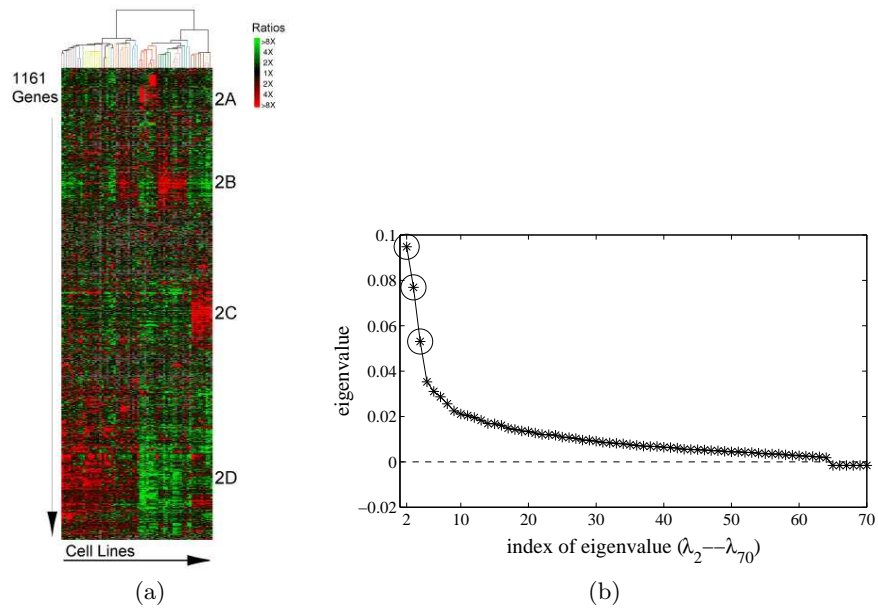 Ratios
>8X
4X
2X
1X
2X
4X
>8X
1161
Genes
2A
2B
2C
2D
Cell Lines
(a)
0.1
0.08
0.06
0.04
0.02
0
−0.02
eigenvalue
2 10 20 30 40 50 60 70
index of eigenvalue (λ̂2−−λ̂70)
(b)